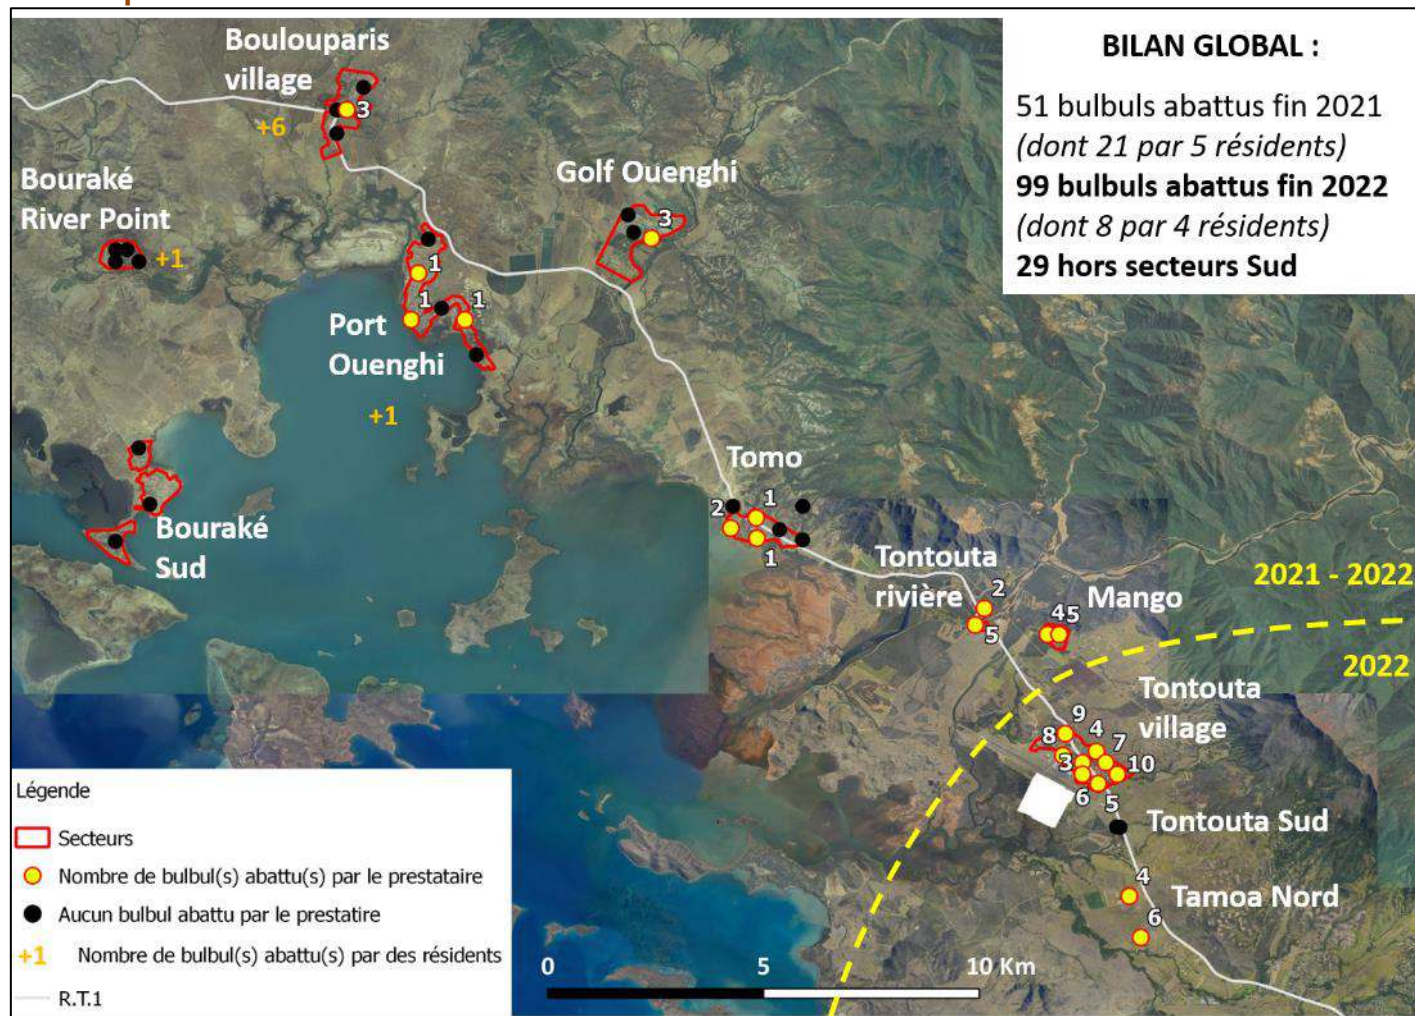 BILAN GLOBAL :
51 bulbuls abattus fin 2021
(dont 21 par 5 résidents)
99 bulbuls abattus fin 2022
(dont 8 par 4 résidents)
29 hors secteurs Sud
Boulouparis
village
3
+6
Bouraké
River Point
+1
Golf Ouenghi
3
1
1
1
Port
Ouenghi
+1
Bouraké
Sud
Tomo
2
1
1
Tontouta
rivière
2
5
Mango
45
2021 - 2022
2022
Tontouta
village
9
8
4
7
3
10
6
5
Tontouta Sud
4
Tamoa Nord
6
Légende
Secteurs
Nombre de bulbul(s) abattu(s) par le prestataire
Aucun bulbul abattu par le prestatire
+1 Nombre de bulbul(s) abattu(s) par des résidents
R.T.1
0 5 10 Km